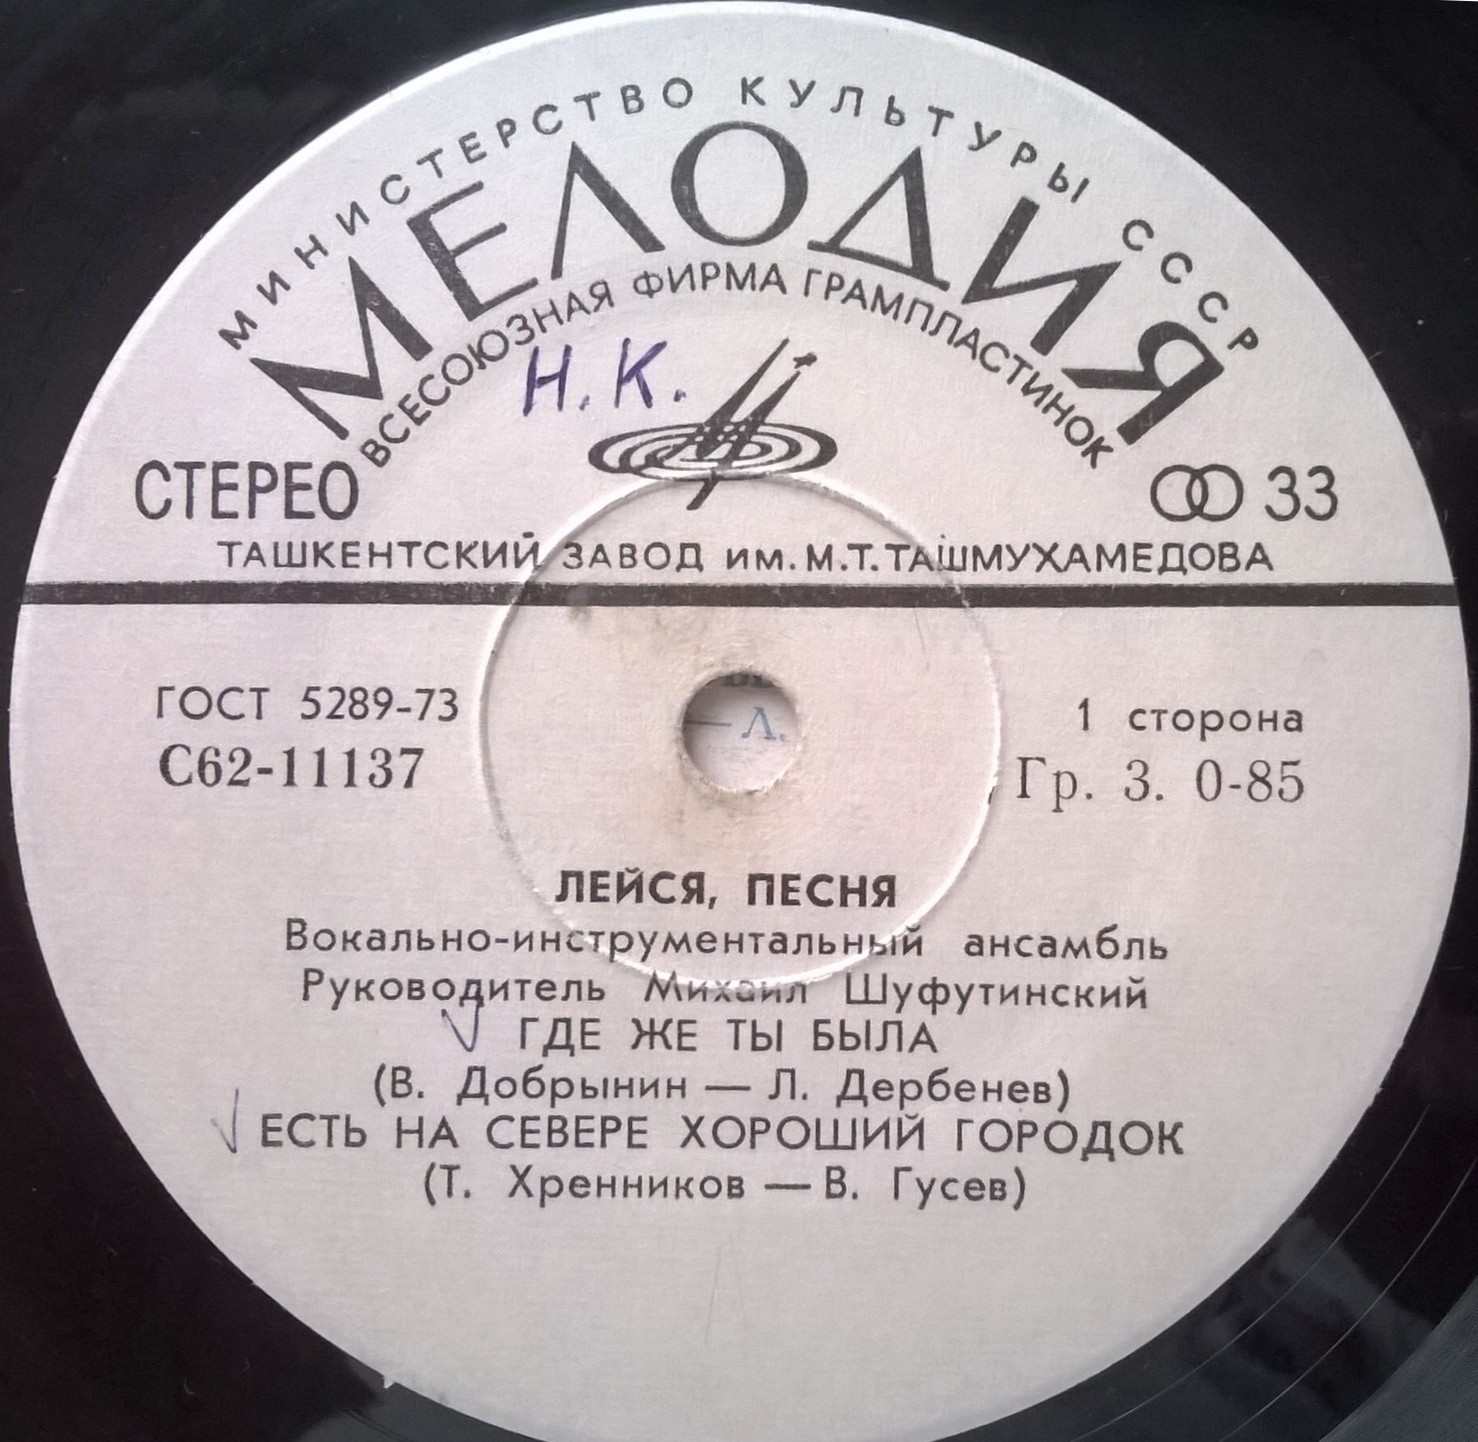 МИНИСТЕРСТВО КУЛЬТУРЫ СССР
МЕЛОДИЯ
ВСЕСОЮЗНАЯ ФИРМА ГРАМПЛАСТИНОК
Н.К.
СТЕРЕО 33
ТАШКЕНТСКИЙ ЗАВОД ИМ. М.Т. ТАШМУХАМЕДОВА
ГОСТ 5289-73 1 сторона
С62-11137 Гр. 3. 0-85
— Л.
ЛЕЙСЯ, ПЕСНЯ
Вокально-инструментальный ансамбль
Руководитель Михаил Шуфутинский
ГДЕ ЖЕ ТЫ БЫЛА
(В. Добрынин — Л. Дербенев)
ЕСТЬ НА СЕВЕРЕ ХОРОШИЙ ГОРОДОК
(Т. Хренников — В. Гусев)